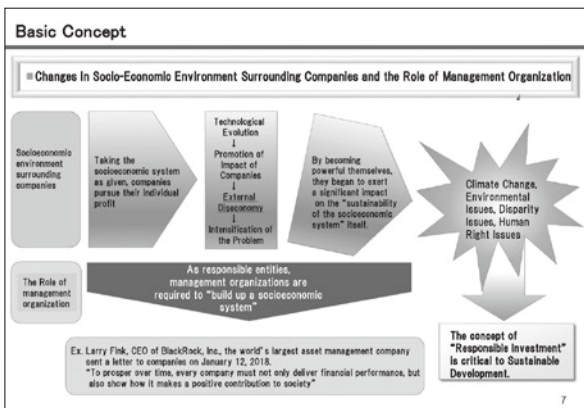 Basic Concept
Changes in Socio-Economic Environment Surrounding Companies and the Role of Management Organization
Socioeconomic
environment
surrounding
companies
Taking the
socioeconomic system
as given, companies
pursue their individual
profit
Technological
Evolution
↓
Promotion of
Impact of
Companies
↓
External
Diseconomy
↓
Intensification of
the Problem
By becoming
powerful themselves,
they began to exert
a significant impact
on the "sustainability
of the socioeconomic
system" itself.
Climate Change,
Environmental
Issues, Disparity
Issues, Human
Right Issues
The Role of
management
organization
As responsible entities,
management organizations
are required to "build up a socioeconomic
system"
The concept of
"Responsible Investment"
is critical to Sustainable
Development.
Ex. Larry Fink, CEO of BlackRock, Inc., the world's largest asset management company
sent a letter to companies on January 12, 2018.
"To prosper over time, every company must not only deliver financial performance, but
also show how it makes a positive contribution to society"
7